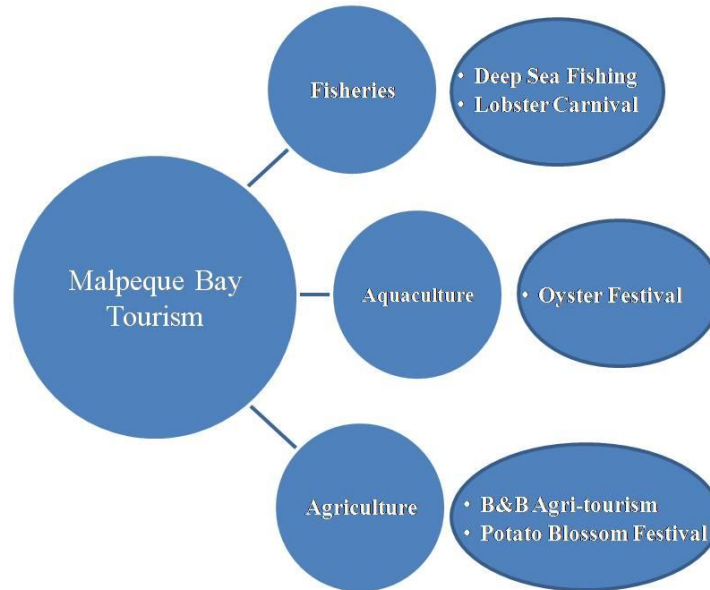 Fisheries
• Deep Sea Fishing
• Lobster Carnival
Malpeque Bay
Tourism
Aquaculture
• Oyster Festival
Agriculture
• B&B Agri-tourism
• Potato Blossom Festival